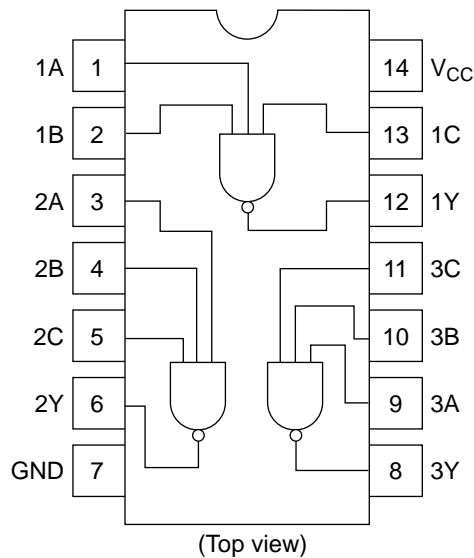 1A 1 14 VCC
1B 2 13 1C
2A 3 12 1Y
2B 4 11 3C
2C 5 10 3B
2Y 6 9 3A
GND 7 8 3Y
(Top view)